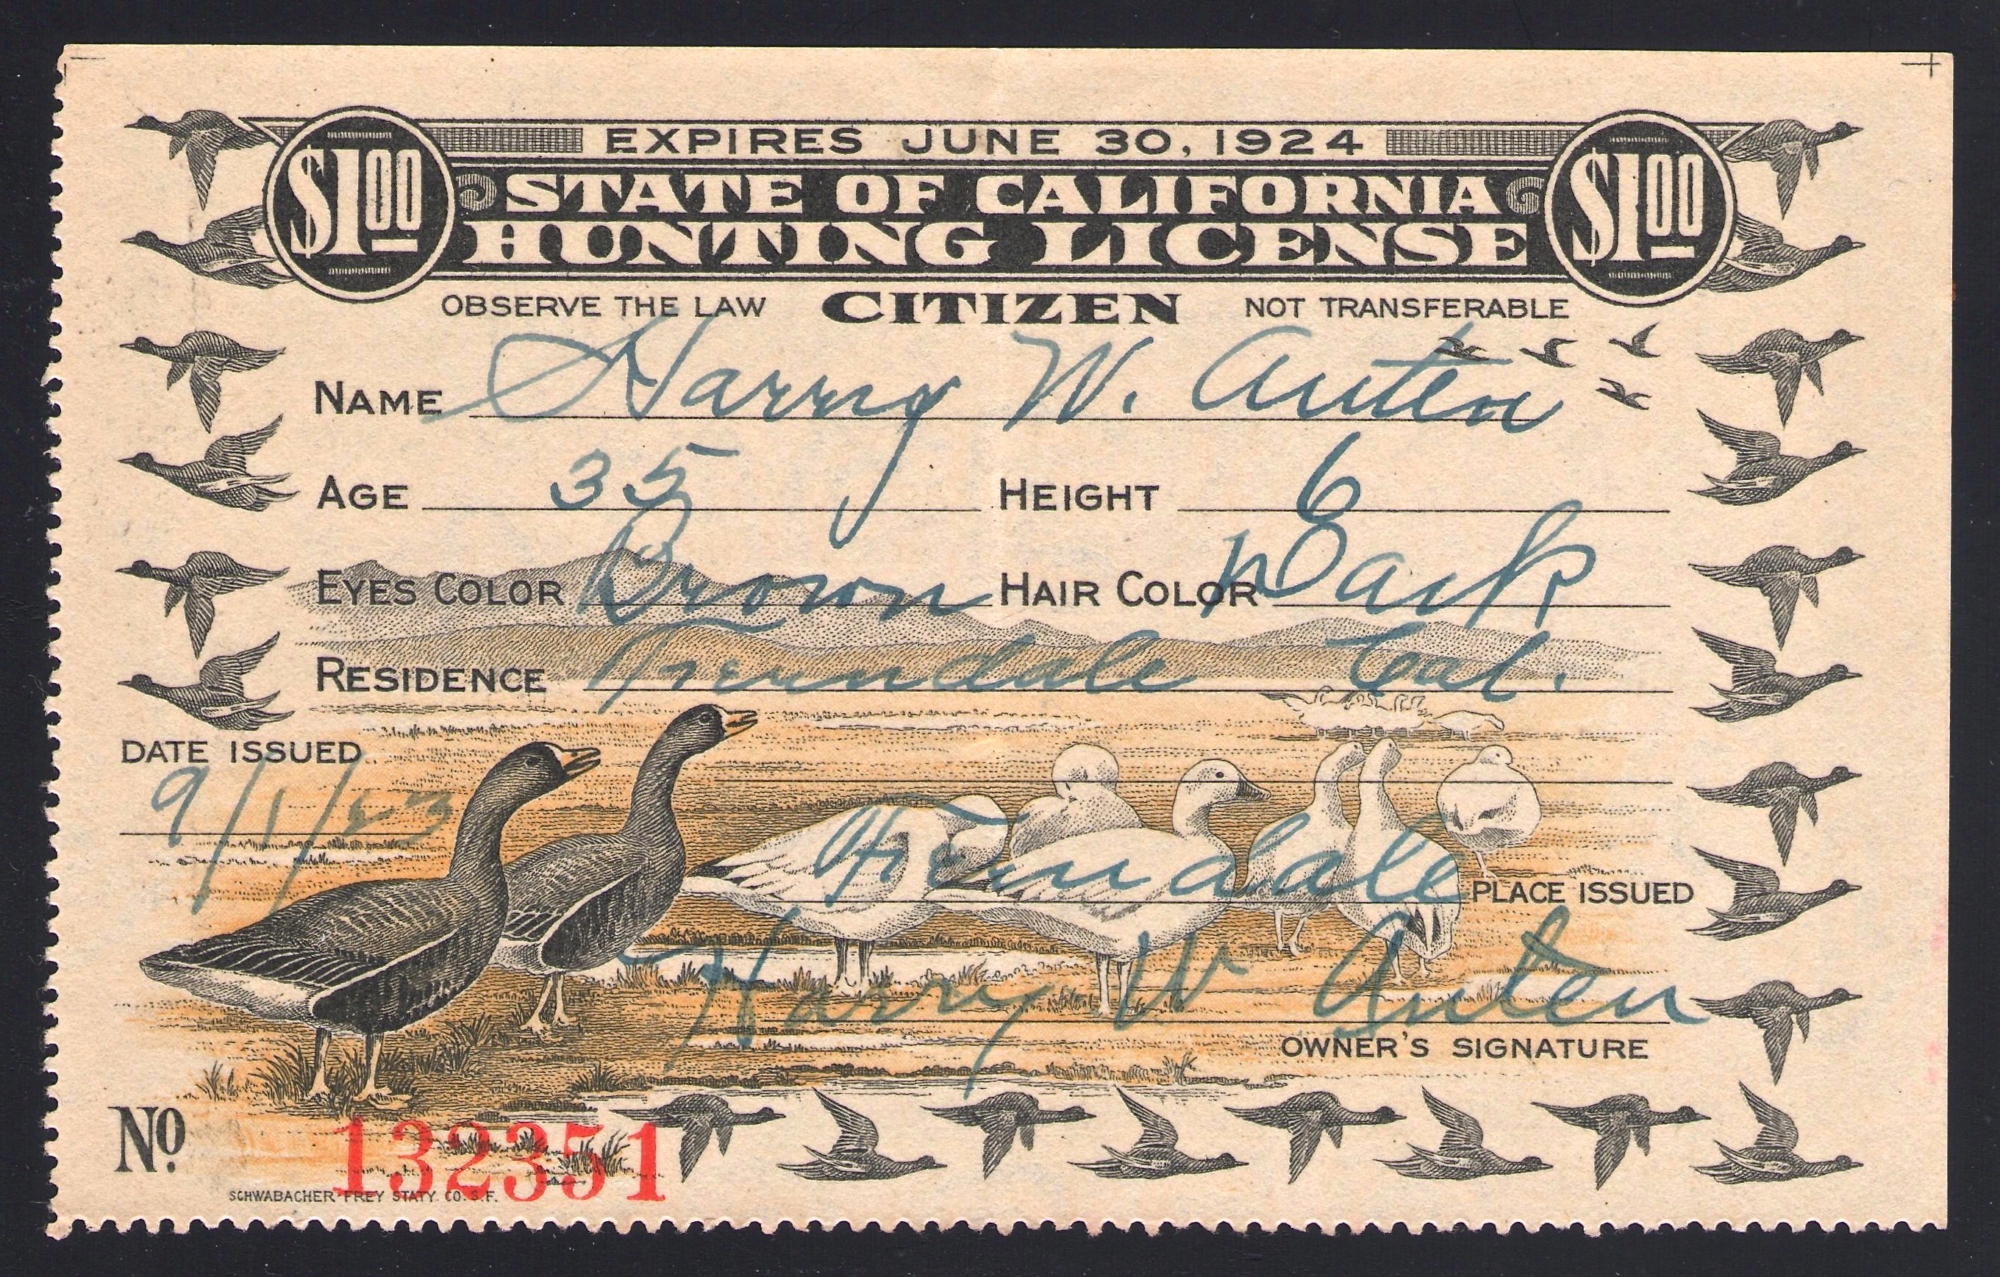 EXPIRES JUNE 30, 1924
$1.00 STATE OF CALIFORNIA $1.00
HUNTING LICENSE
OBSERVE THE LAW CITIZEN NOT TRANSFERABLE
NAME Harry W. Auten
AGE 35 HEIGHT 6
EYES COLOR Brown HAIR COLOR Dark
RESIDENCE Ferndale Cal.
DATE ISSUED
9/1/23
Ferndale PLACE ISSUED
Harry W Auten
OWNER'S SIGNATURE
No. 132351
SCHWABACHER-FREY STATY. CO. S.F.